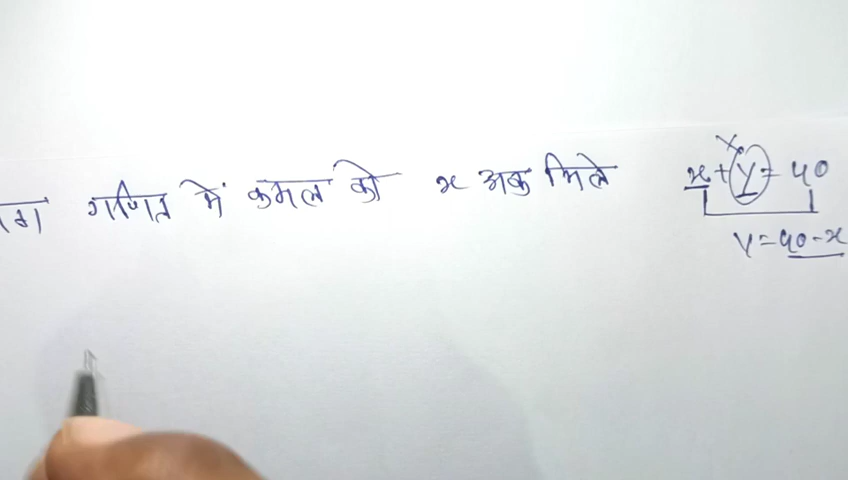 गणित में कमल को x अंक मिले
x + y = 40
y = 40 - x